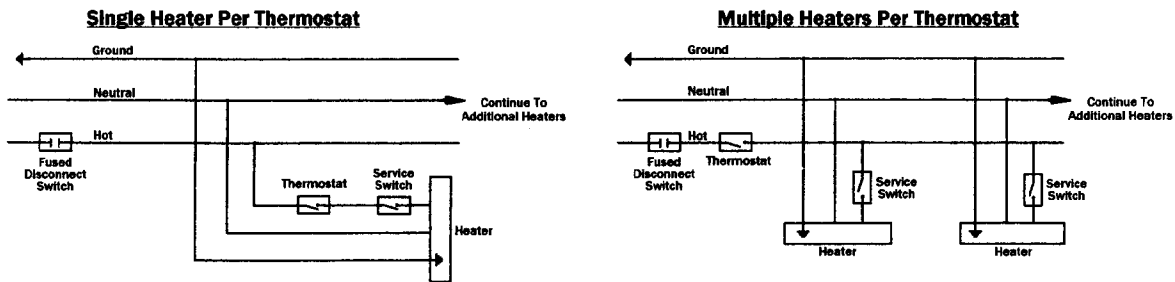 Single Heater Per Thermostat
Ground
Neutral
Continue To
Additional Heaters
Hot
Fused
Disconnect
Switch
Thermostat
Service
Switch
Heater
Multiple Heaters Per Thermostat
Ground
Neutral
Continue To
Additional Heaters
Hot
Fused
Disconnect
Switch
Thermostat
Service
Switch
Service
Switch
Heater
Heater